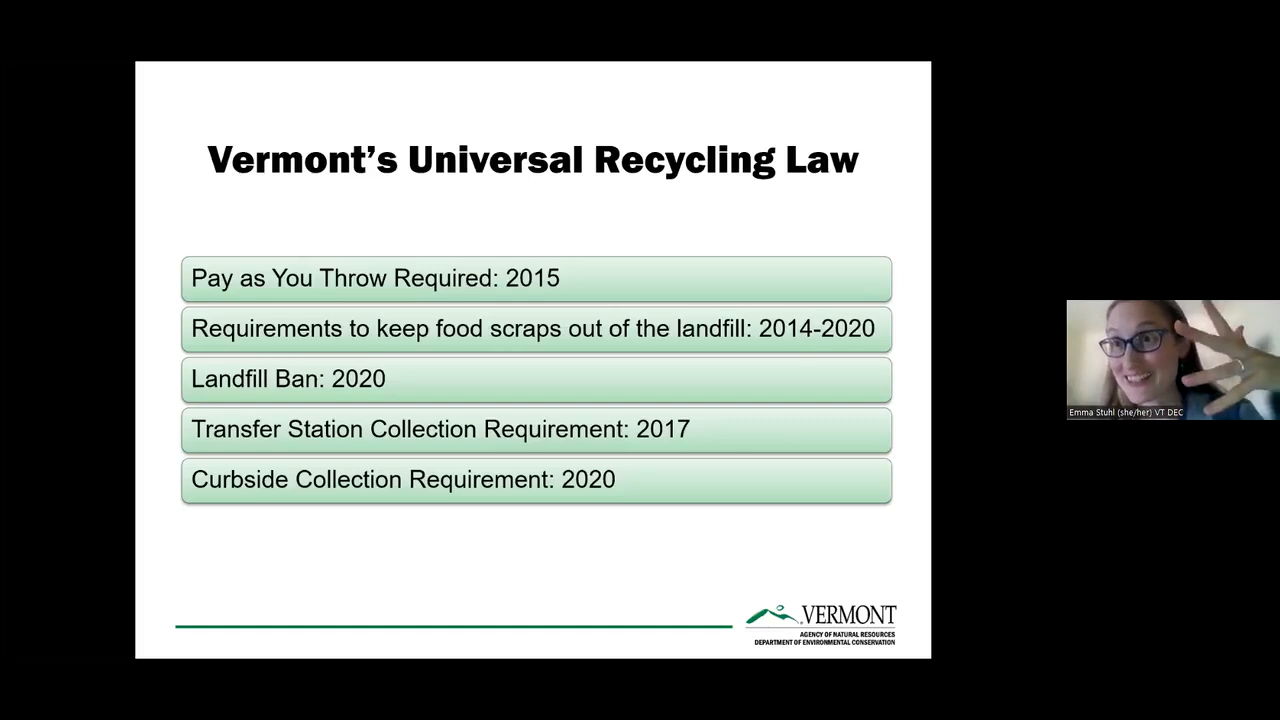 Vermont’s Universal Recycling Law
Pay as You Throw Required: 2015
Requirements to keep food scraps out of the landfill: 2014-2020
Landfill Ban: 2020
Transfer Station Collection Requirement: 2017
Curbside Collection Requirement: 2020
VERMONT
AGENCY OF NATURAL RESOURCES
DEPARTMENT OF ENVIRONMENTAL CONSERVATION
Emma Stuhl (she/her) VT DEC